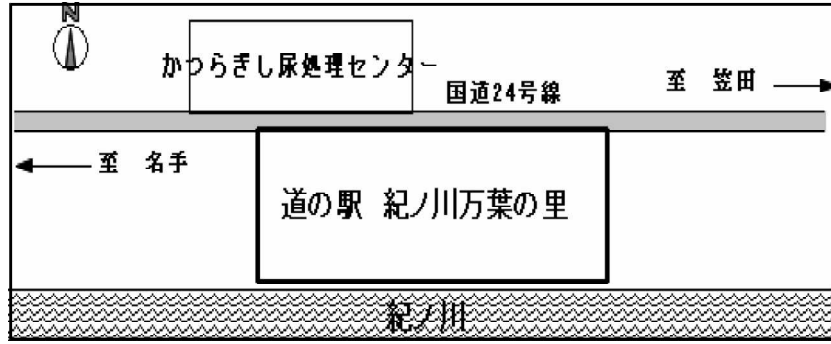 N
かつらぎし尿処理センター
国道24号線
至 笠田
至 名手
道の駅 紀ノ川万葉の里
紀ノ川